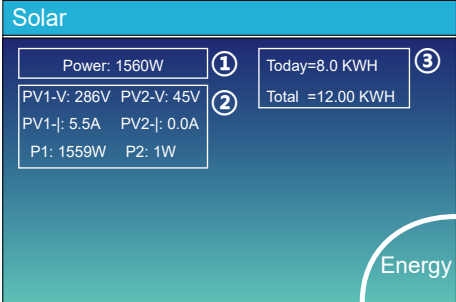 Solar
Power: 1560W
①
PV1-V: 286V PV2-V: 45V
②
PV1-|: 5.5A PV2-|: 0.0A
P1: 1559W P2: 1W
Today=8.0 KWH
③
Total =12.00 KWH
Energy